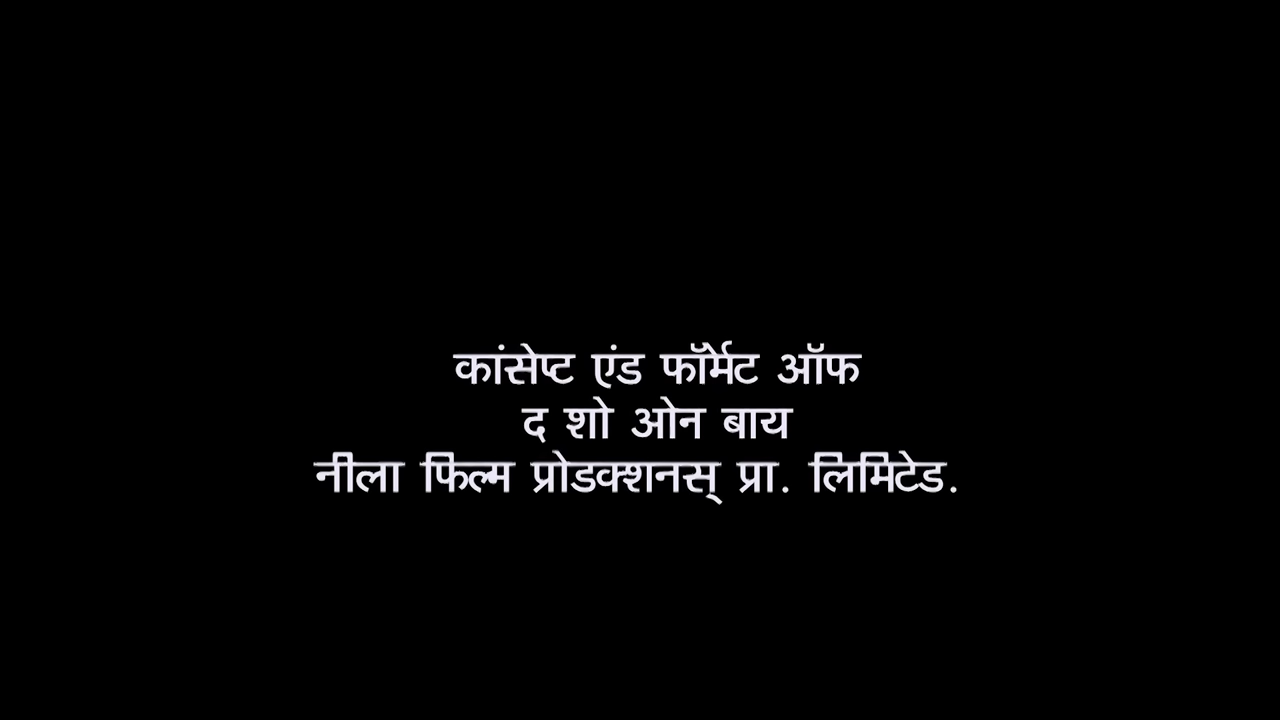 कांसेप्ट एंड फॉर्मेट ऑफ
द शो ओन बाय
नीला फिल्म प्रोडक्शनस् प्रा. लिमिटेड.